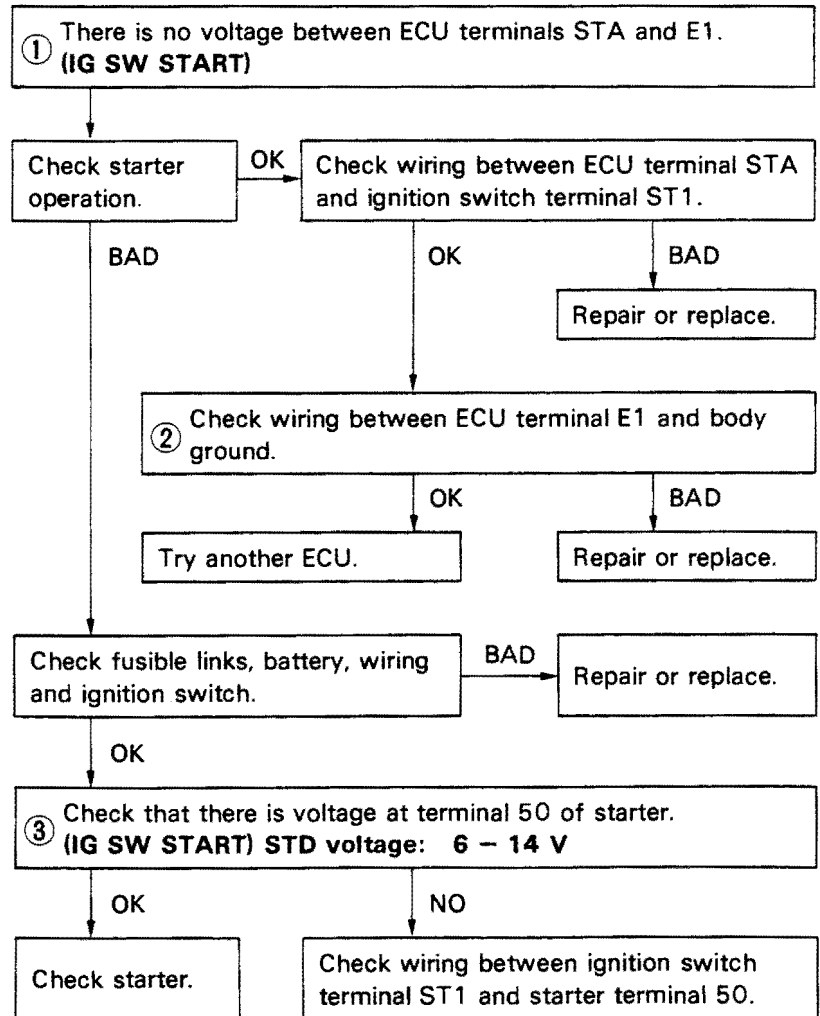 ① There is no voltage between ECU terminals STA and E1.
(IG SW START)
Check starter
operation.
OK
Check wiring between ECU terminal STA
and ignition switch terminal ST1.
BAD
OK
BAD
Repair or replace.
② Check wiring between ECU terminal E1 and body
ground.
OK
BAD
Try another ECU.
Repair or replace.
Check fusible links, battery, wiring
and ignition switch.
BAD
Repair or replace.
OK
③ Check that there is voltage at terminal 50 of starter.
(IG SW START) STD voltage: 6 – 14 V
OK
NO
Check starter.
Check wiring between ignition switch
terminal ST1 and starter terminal 50.